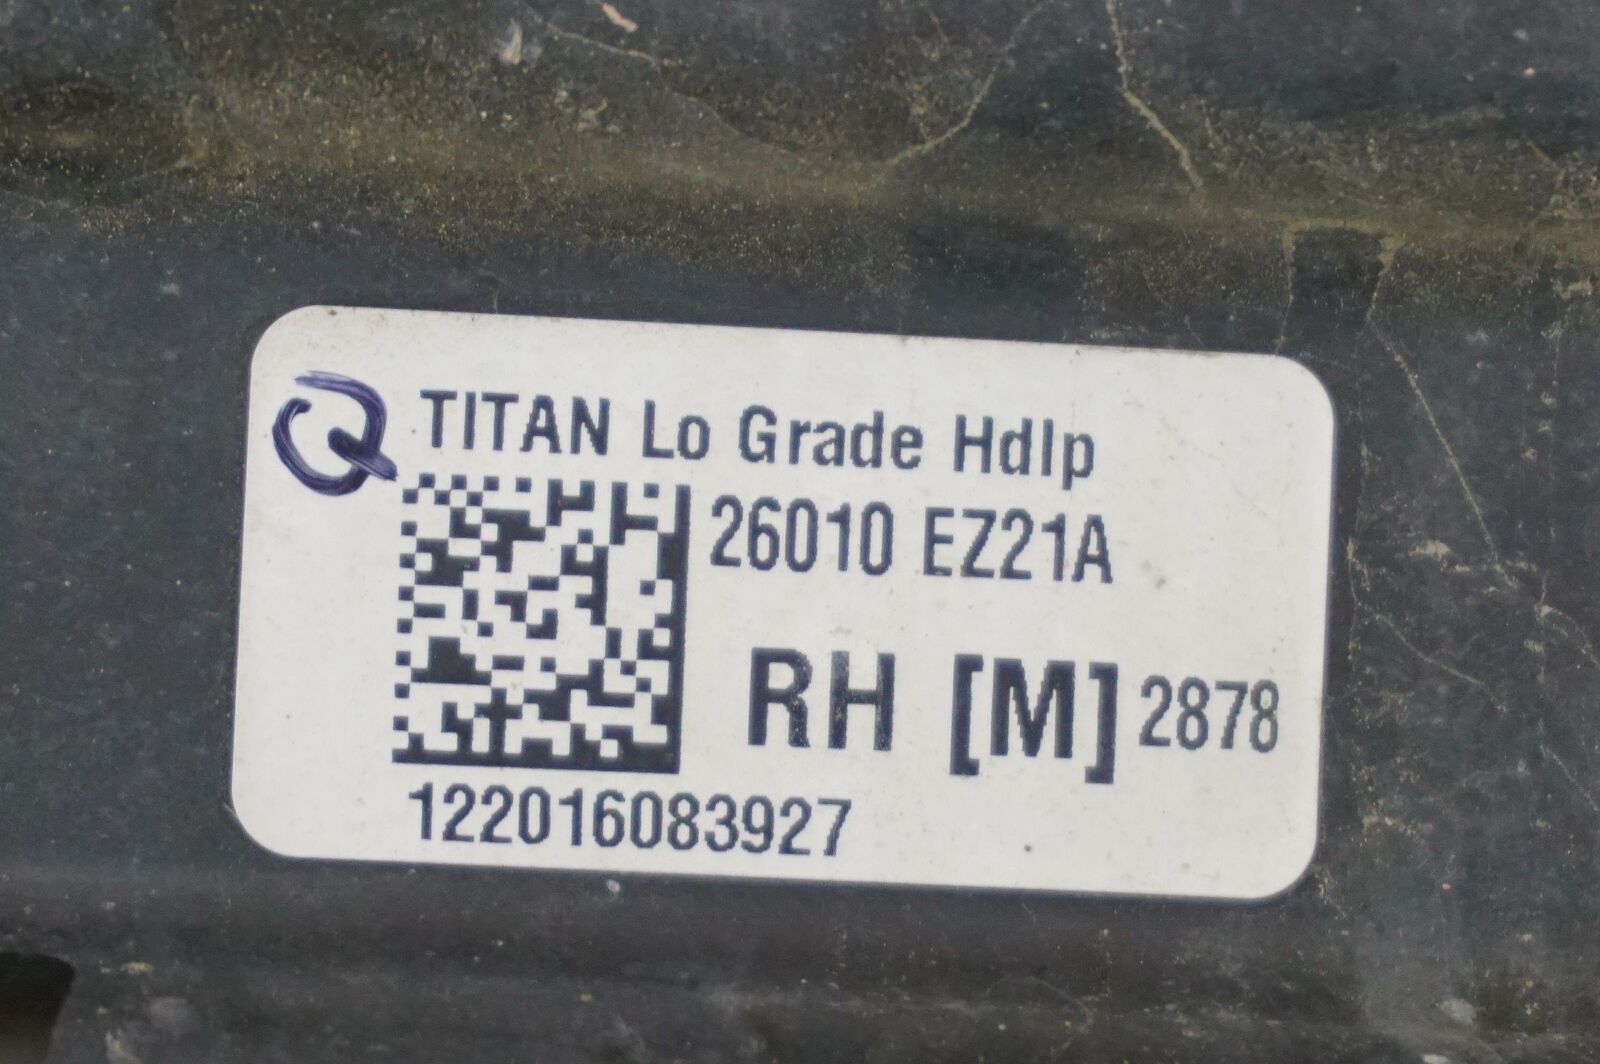 Q TITAN Lo Grade Hdlp
26010 EZ21A
RH [M] 2878
122016083927